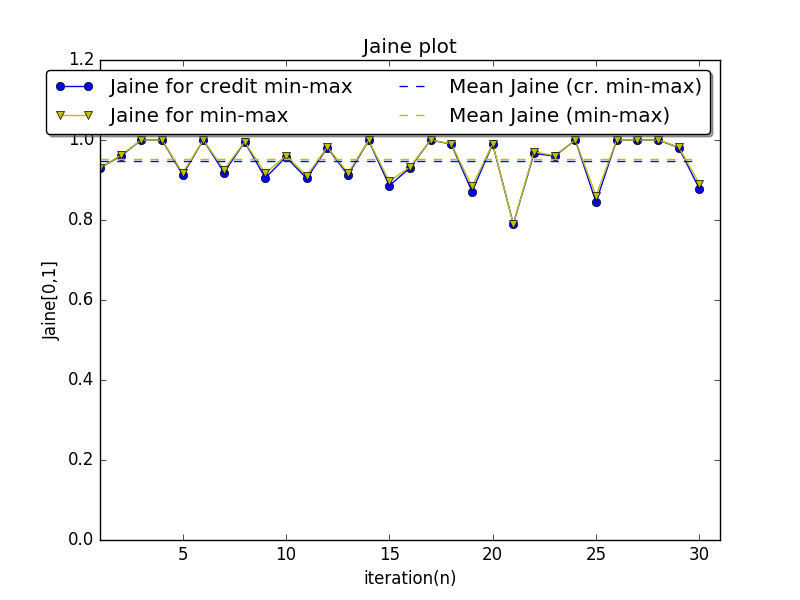 Jaine plot
1.2
Jaine for credit min-max
Mean Jaine (cr. min-max)
Jaine for min-max
Mean Jaine (min-max)
1.0
0.8
0.6
0.4
0.2
0.0
Jaine[0,1]
5 10 15 20 25 30
iteration(n)